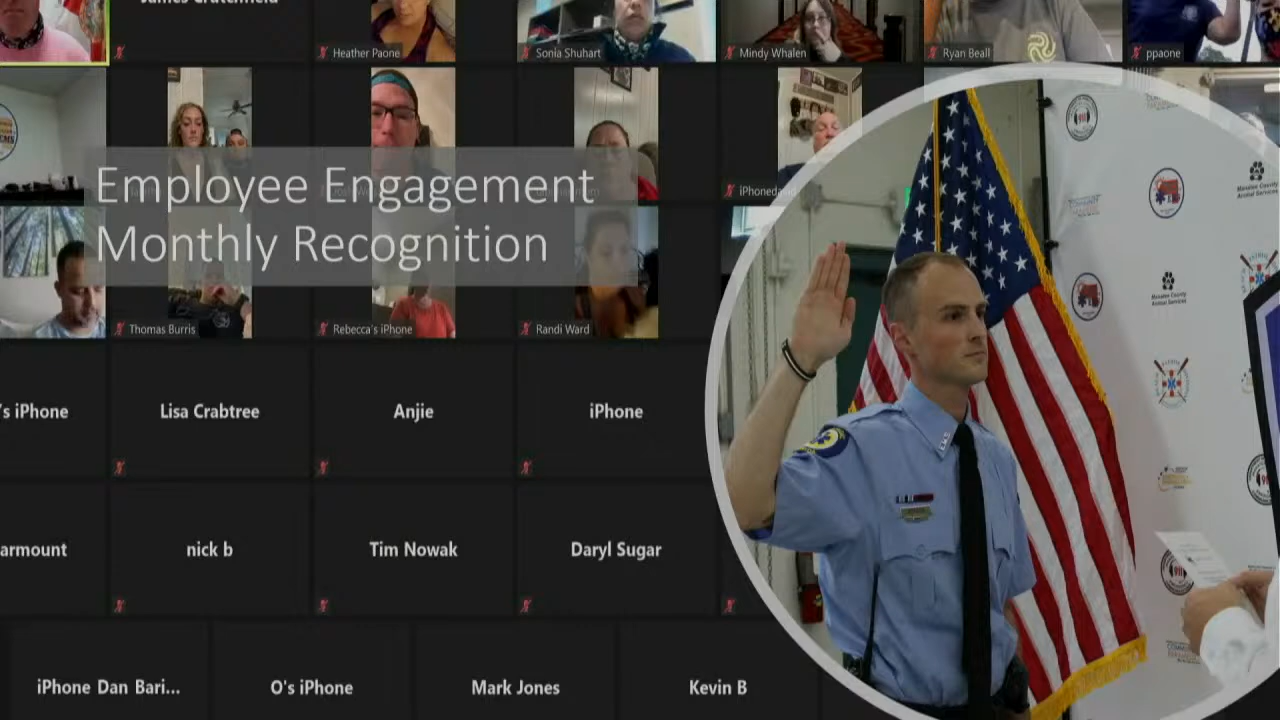 James Crutchfield
Heather Paone
Sonia Shuhart
Mindy Whalen
Ryan Beall
ppaone
Employee Engagement
Monthly Recognition
Thomas Burris
Rebecca's iPhone
Randi Ward
's iPhone
Lisa Crabtree
Anjie
iPhone
armount
nick b
Tim Nowak
Daryl Sugar
iPhone Dan Bari...
O's iPhone
Mark Jones
Kevin B
Manatee County
Animal Services